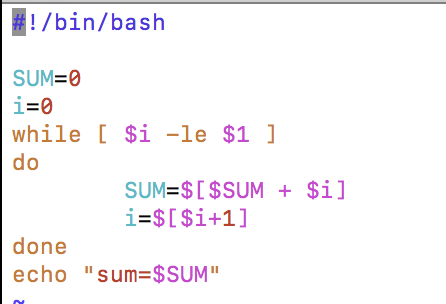 #!/bin/bash

SUM=0
i=0
while [ $i -le $1 ]
do
        SUM=$[$SUM + $i]
        i=$[$i+1]
done
echo "sum=$SUM"
~